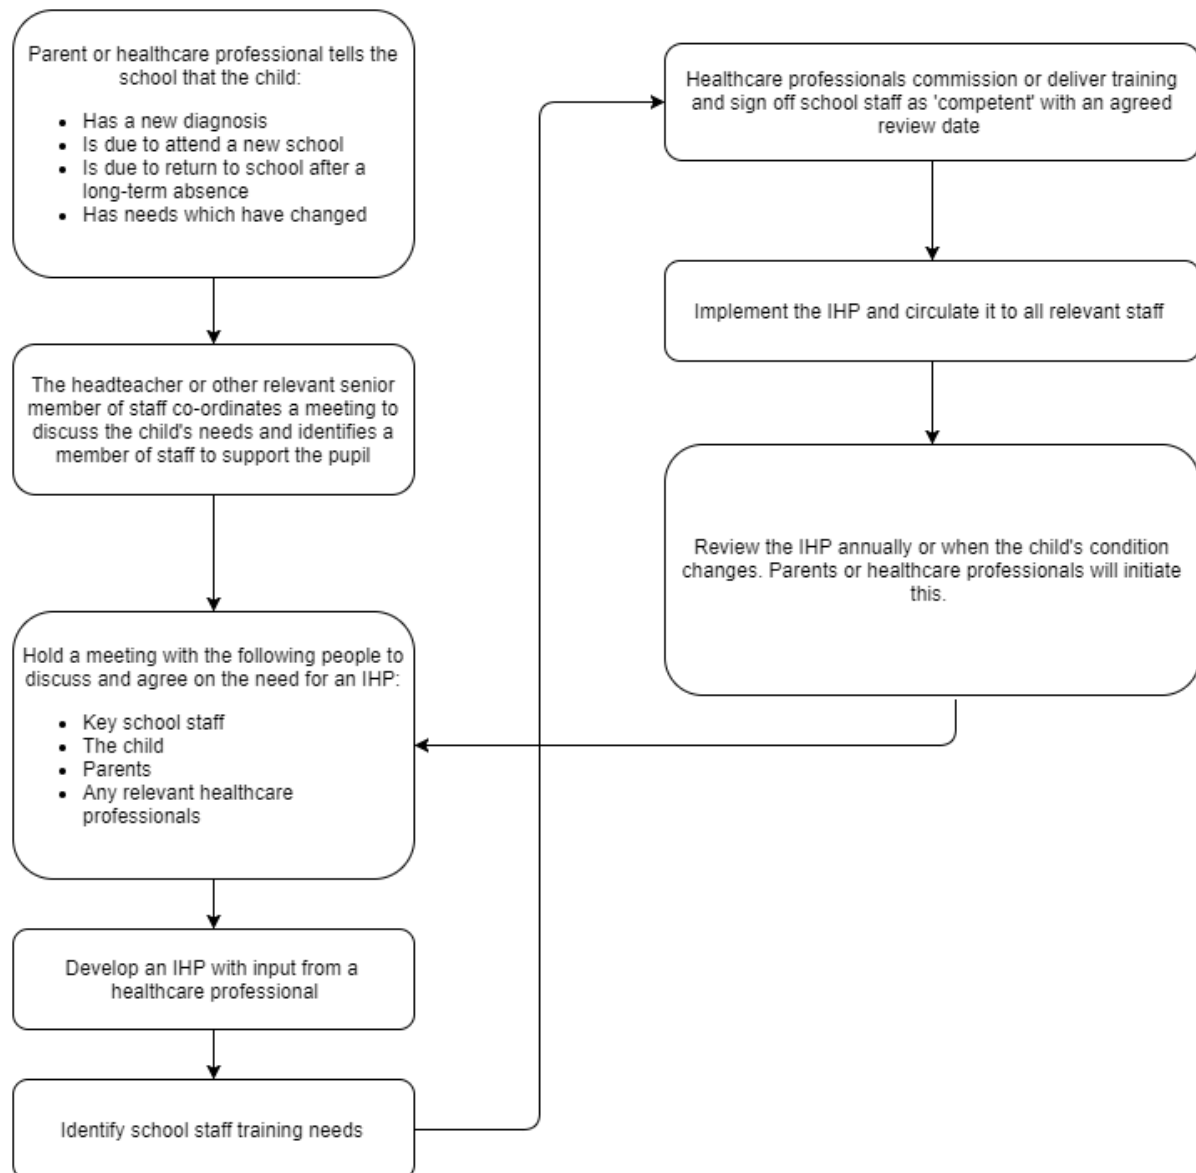 Parent or healthcare professional tells the
school that the child:
• Has a new diagnosis
• Is due to attend a new school
• Is due to return to school after a
long-term absence
• Has needs which have changed
The headteacher or other relevant senior
member of staff co-ordinates a meeting to
discuss the child's needs and identifies a
member of staff to support the pupil
Hold a meeting with the following people to
discuss and agree on the need for an IHP:
• Key school staff
• The child
• Parents
• Any relevant healthcare
professionals
Develop an IHP with input from a
healthcare professional
Identify school staff training needs
Healthcare professionals commission or deliver training
and sign off school staff as 'competent' with an agreed
review date
Implement the IHP and circulate it to all relevant staff
Review the IHP annually or when the child's condition
changes. Parents or healthcare professionals will initiate
this.